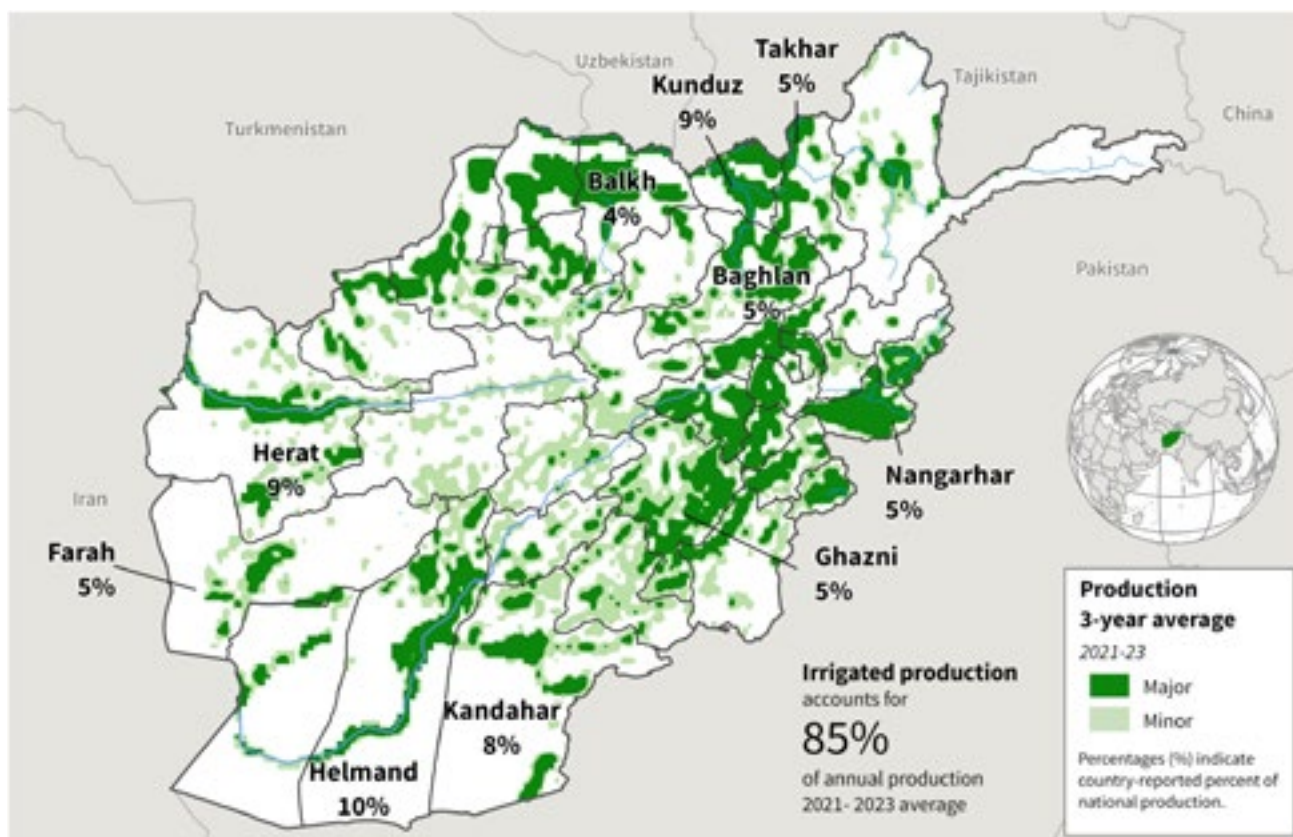 Takhar
5%
Uzbekistan
Kunduz
9%
Tajikistan
China
Turkmenistan
Balkh
4%
Pakistan
Baghlan
5%
Herat
9%
Nangarhar
5%
Iran
Farah
5%
Ghazni
5%
Kandahar
8%
Helmand
10%
Irrigated production
accounts for
85%
of annual production
2021- 2023 average
Production
3-year average
2021-23
Major
Minor
Percentages (%) indicate
country-reported percent of
national production.